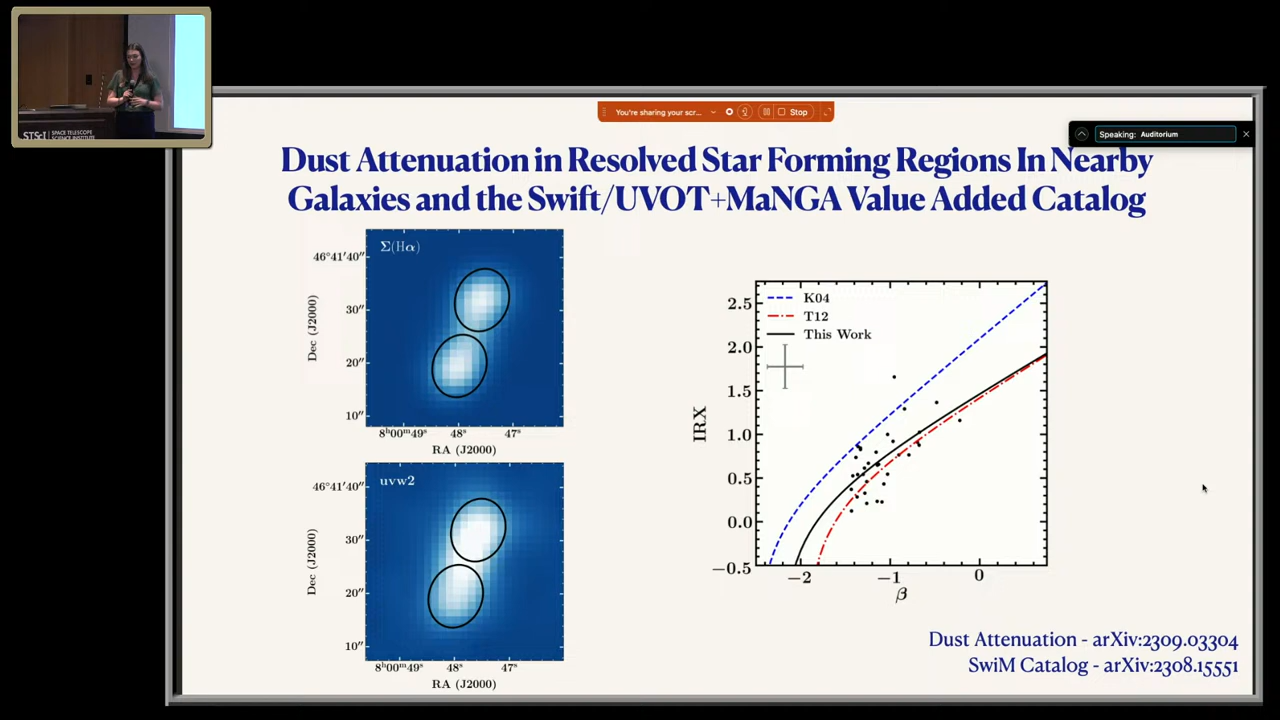 STScI SPACE TELESCOPE
SCIENCE INSTITUTE
You're sharing your scr...
Stop
Speaking: Auditorium
Dust Attenuation in Resolved Star Forming Regions In Nearby
Galaxies and the Swift/UVOT+MaNGA Value Added Catalog
Σ(Hα)
46°41′40″
30″
20″
10″
Dec (J2000)
8ʰ00ᵐ49ˢ 48ˢ 47ˢ
RA (J2000)
uvw2
46°41′40″
30″
20″
10″
Dec (J2000)
8ʰ00ᵐ49ˢ 48ˢ 47ˢ
RA (J2000)
K04
T12
This Work
2.5
2.0
1.5
1.0
0.5
0.0
−0.5
IRX
−2 −1 0
β
Dust Attenuation - arXiv:2309.03304
SwiM Catalog - arXiv:2308.15551